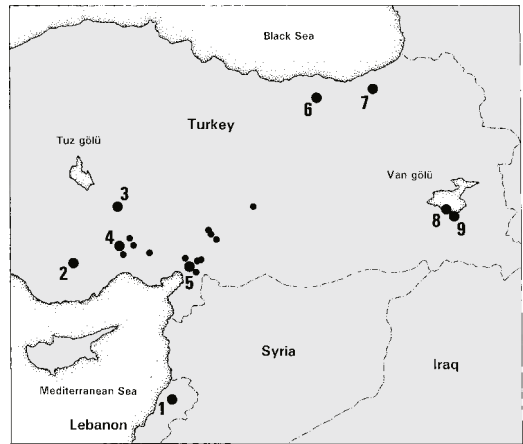 Black Sea
6
7
Turkey
Tuz gölü
Van gölü
3
8
9
4
2
5
Syria
Iraq
Mediterranean Sea
1
Lebanon